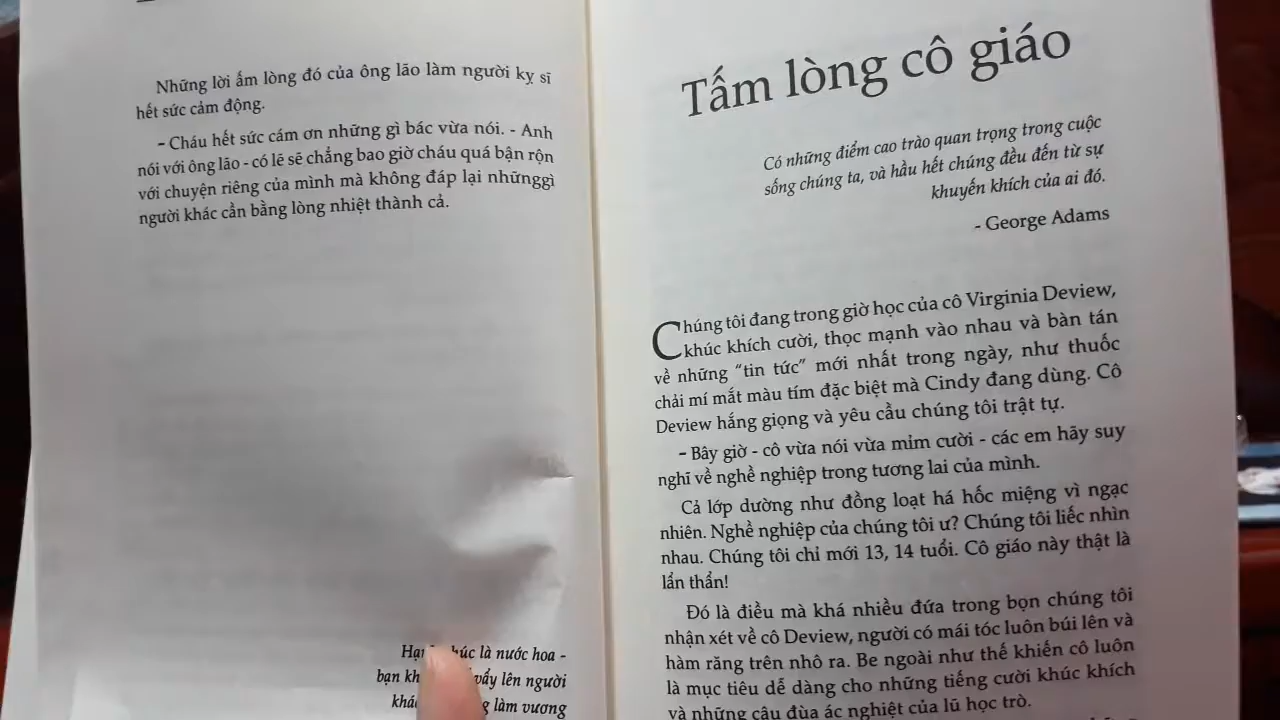 Những lời ấm lòng đó của ông lão làm người kỵ sĩ
hết sức cảm động.
– Cháu hết sức cám ơn những gì bác vừa nói. - Anh
nói với ông lão - có lẽ sẽ chẳng bao giờ cháu quá bận rộn
với chuyện riêng của mình mà không đáp lại nhữnggì
người khác cần bằng lòng nhiệt thành cả.
húc là nước hoa -
bạn vẩy lên người
làm vương
Tấm lòng cô giáo
Có những điểm cao trào quan trọng trong cuộc
sống chúng ta, và hầu hết chúng đều đến từ sự
khuyến khích của ai đó.
- George Adams
Chúng tôi đang trong giờ học của cô Virginia Deview,
khúc khích cười, thọc mạnh vào nhau và bàn tán
về những “tin tức” mới nhất trong ngày, như thuốc
chải mí mắt màu tím đặc biệt mà Cindy đang dùng. Cô
Deview hắng giọng và yêu cầu chúng tôi trật tự.
– Bây giờ - cô vừa nói vừa mỉm cười - các em hãy suy
nghĩ về nghề nghiệp trong tương lai của mình.
Cả lớp dường như đồng loạt há hốc miệng vì ngạc
nhiên. Nghề nghiệp của chúng tôi ư? Chúng tôi liếc nhìn
nhau. Chúng tôi chỉ mới 13, 14 tuổi. Cô giáo này thật là
lẩn thẩn!
Đó là điều mà khá nhiều đứa trong bọn chúng tôi
nhận xét về cô Deview, người có mái tóc luôn búi lên và
hàm răng trên nhô ra. Bề ngoài như thế khiến cô luôn
là mục tiêu dễ dàng cho những tiếng cười khúc khích
và những câu đùa ác nghiệt của lũ học trò.